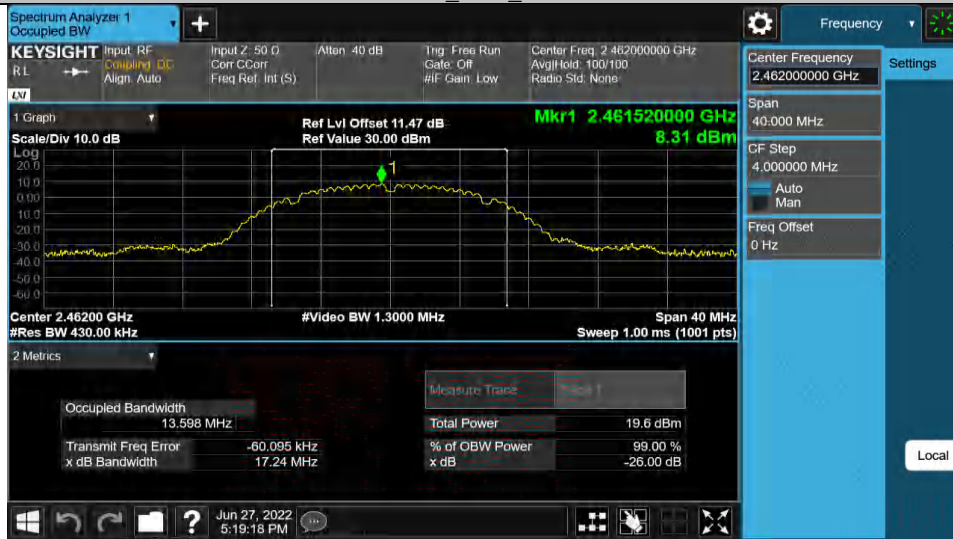 Spectrum Analyzer 1
Occupied BW
Frequency
KEYSIGHT
RL
LXI
Input: RF
Coupling: DC
Align: Auto
Input Z: 50 Ω
Corr CCorr
Freq Ref: Int (S)
Atten: 40 dB
Trig: Free Run
Gate: Off
#IF Gain: Low
Center Freq: 2.462000000 GHz
Avg|Hold: 100/100
Radio Std: None
Center Frequency
2.462000000 GHz
Settings
Span
40.000 MHz
CF Step
4.000000 MHz
Auto
Man
Freq Offset
0 Hz
Local
1 Graph
Scale/Div 10.0 dB
Ref Lvl Offset 11.47 dB
Ref Value 30.00 dBm
Mkr1 2.461520000 GHz
8.31 dBm
Log
20.0
10.0
0.00
-10.0
-20.0
-30.0
-40.0
-50.0
-60.0
1
Center 2.46200 GHz
#Res BW 430.00 kHz
#Video BW 1.3000 MHz
Span 40 MHz
Sweep 1.00 ms (1001 pts)
2 Metrics
Measure Trace
Trace 1
Occupied Bandwidth
13.598 MHz
Total Power
19.6 dBm
Transmit Freq Error
-60.095 kHz
% of OBW Power
99.00 %
x dB Bandwidth
17.24 MHz
x dB
-26.00 dB
Jun 27, 2022
5:19:18 PM